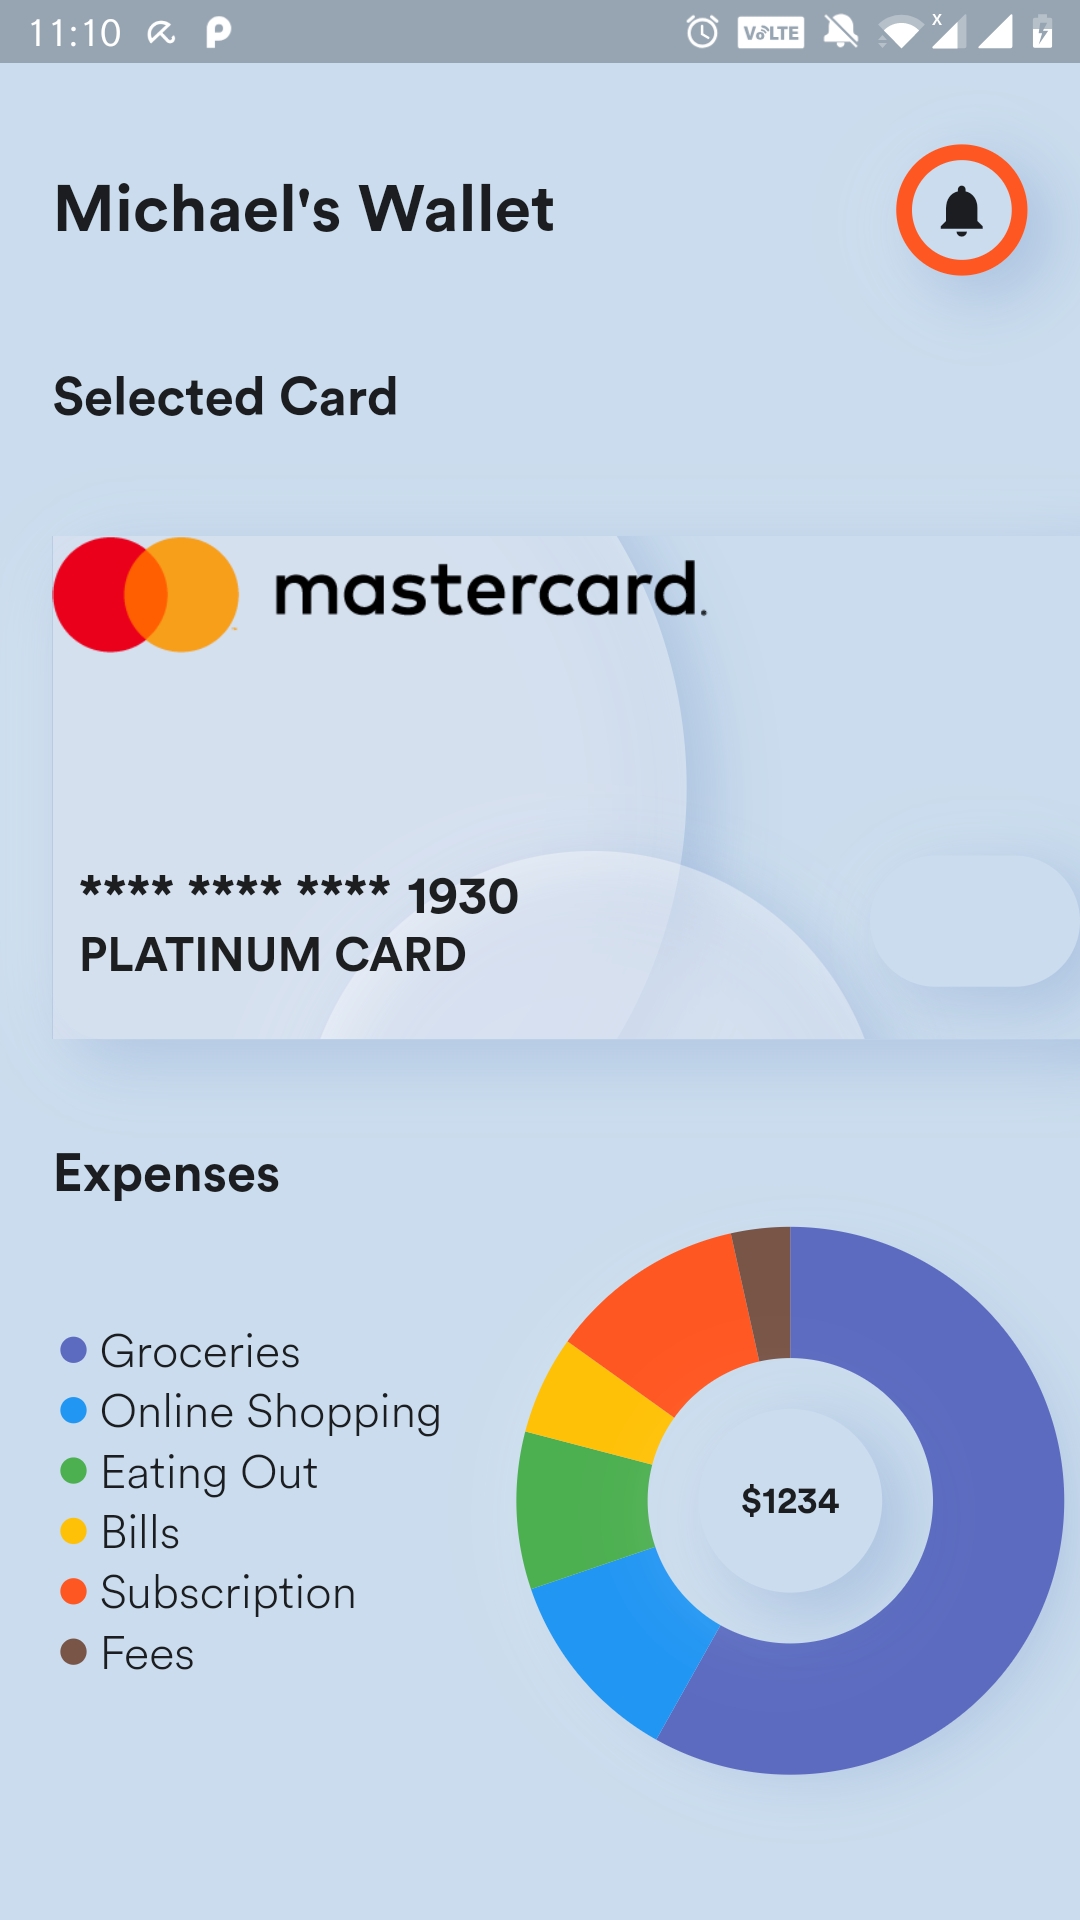 11:10
VoLTE
X
Michael's Wallet
Selected Card
mastercard.
**** **** **** 1930
PLATINUM CARD
Expenses
Groceries
Online Shopping
Eating Out
Bills
Subscription
Fees
$1234